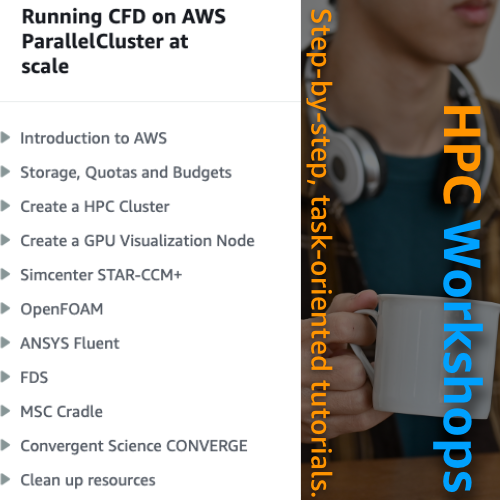 Running CFD on AWS
ParallelCluster at
scale
Introduction to AWS
Storage, Quotas and Budgets
Create a HPC Cluster
Create a GPU Visualization Node
Simcenter STAR-CCM+
OpenFOAM
ANSYS Fluent
FDS
MSC Cradle
Convergent Science CONVERGE
Clean up resources
Step-by-step, task-oriented tutorials.
HPC Workshops